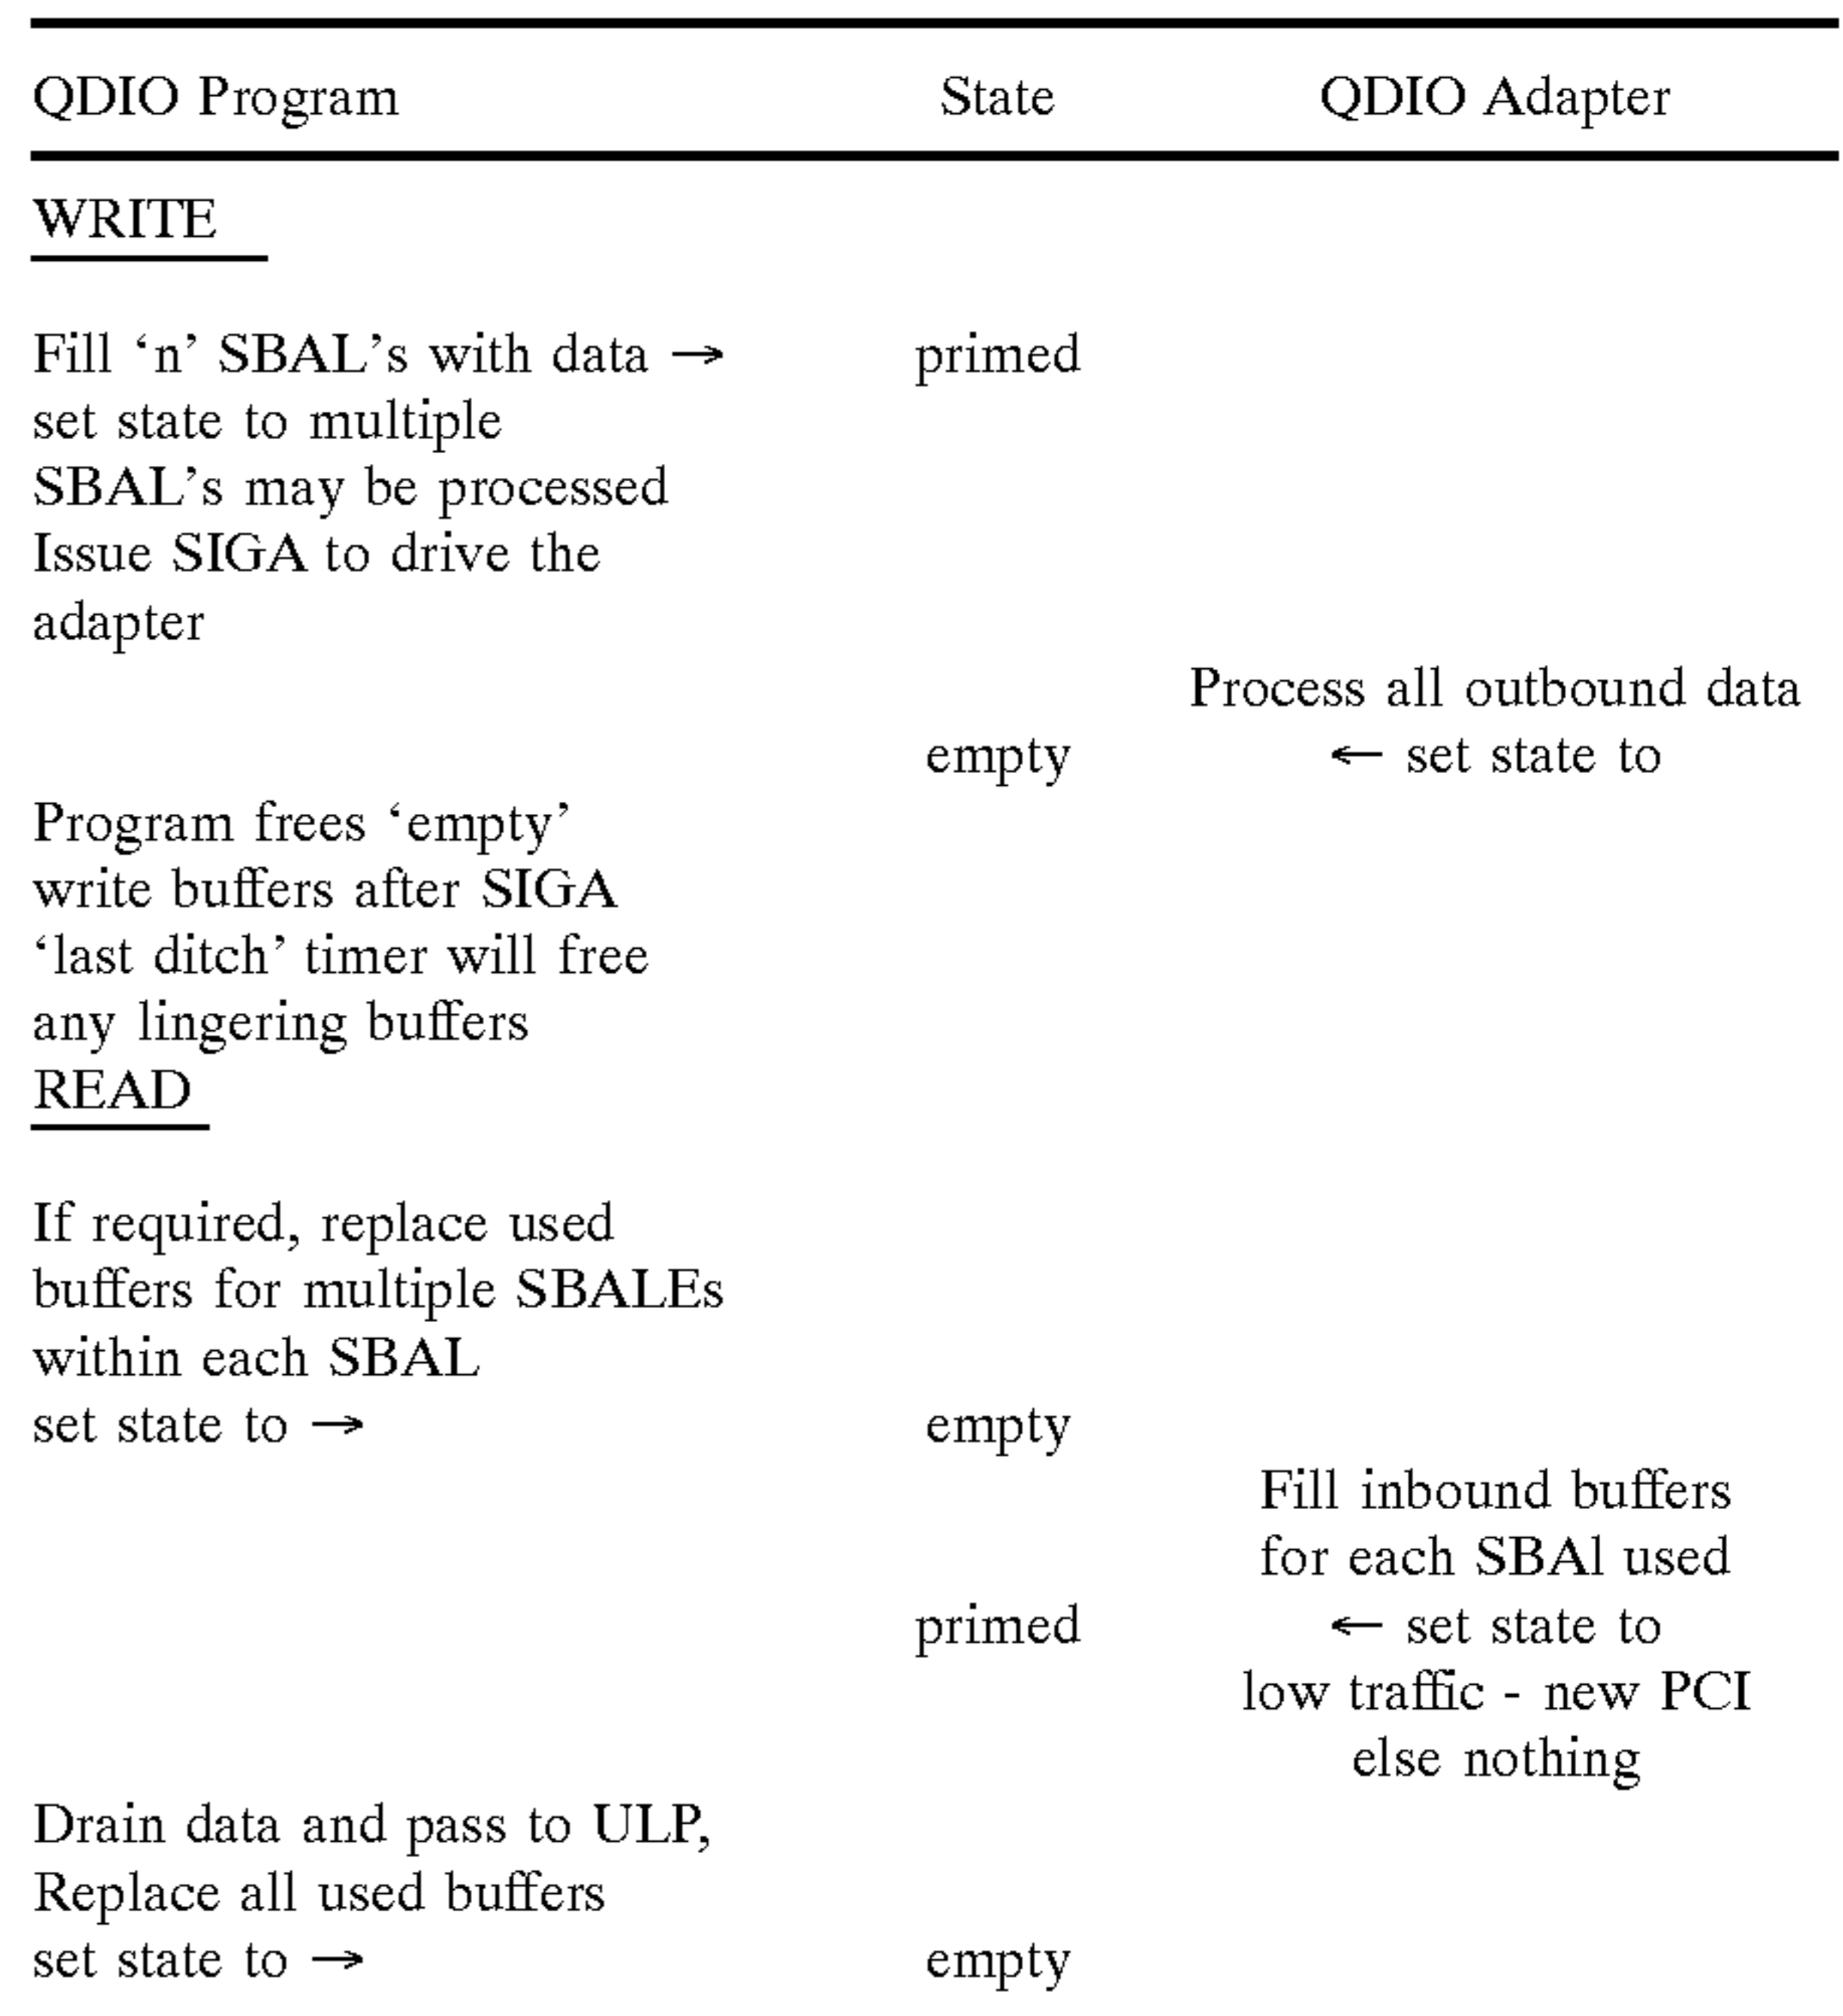 QDIO Program State QDIO Adapter
WRITE
Fill ‘n’ SBAL’s with data → primed
set state to multiple
SBAL’s may be processed
Issue SIGA to drive the
adapter
Process all outbound data
empty ← set state to
Program frees ‘empty’
write buffers after SIGA
‘last ditch’ timer will free
any lingering buffers
READ
If required, replace used
buffers for multiple SBALEs
within each SBAL
set state to → empty
Fill inbound buffers
for each SBAl used
primed ← set state to
low traffic - new PCI
else nothing
Drain data and pass to ULP,
Replace all used buffers
set state to → empty